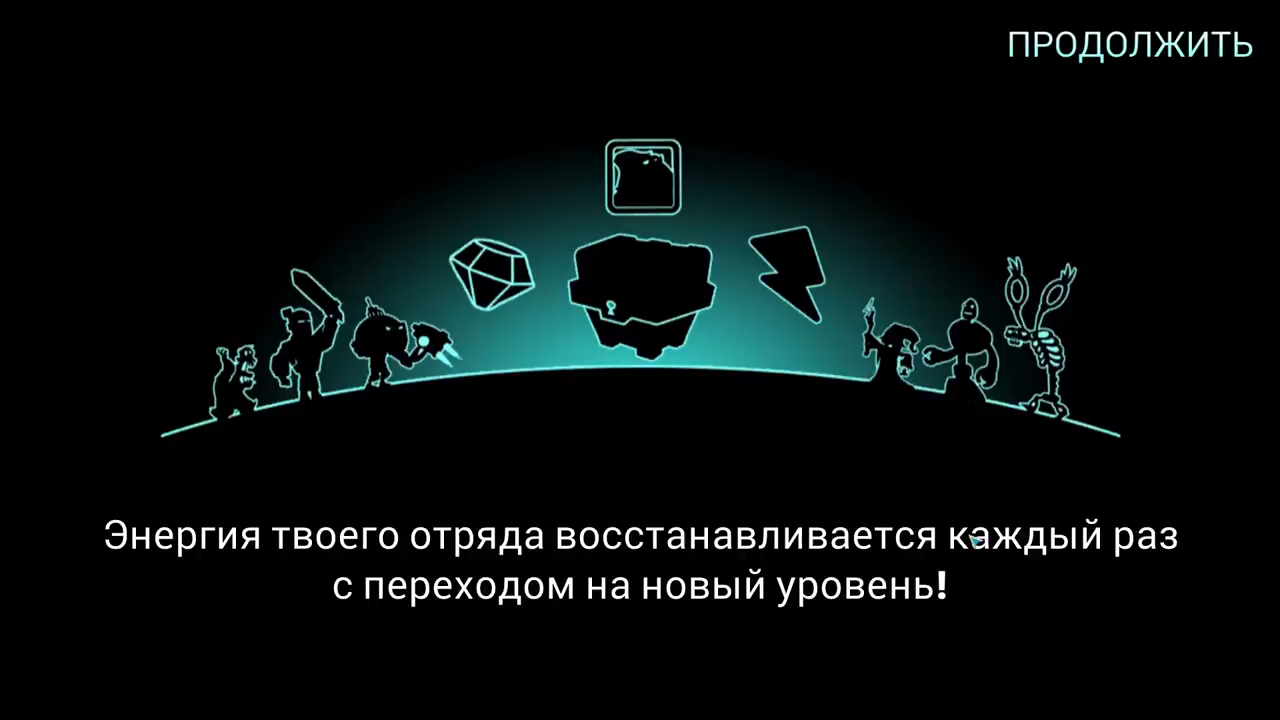 ПРОДОЛЖИТЬ
Энергия твоего отряда восстанавливается каждый раз
с переходом на новый уровень!